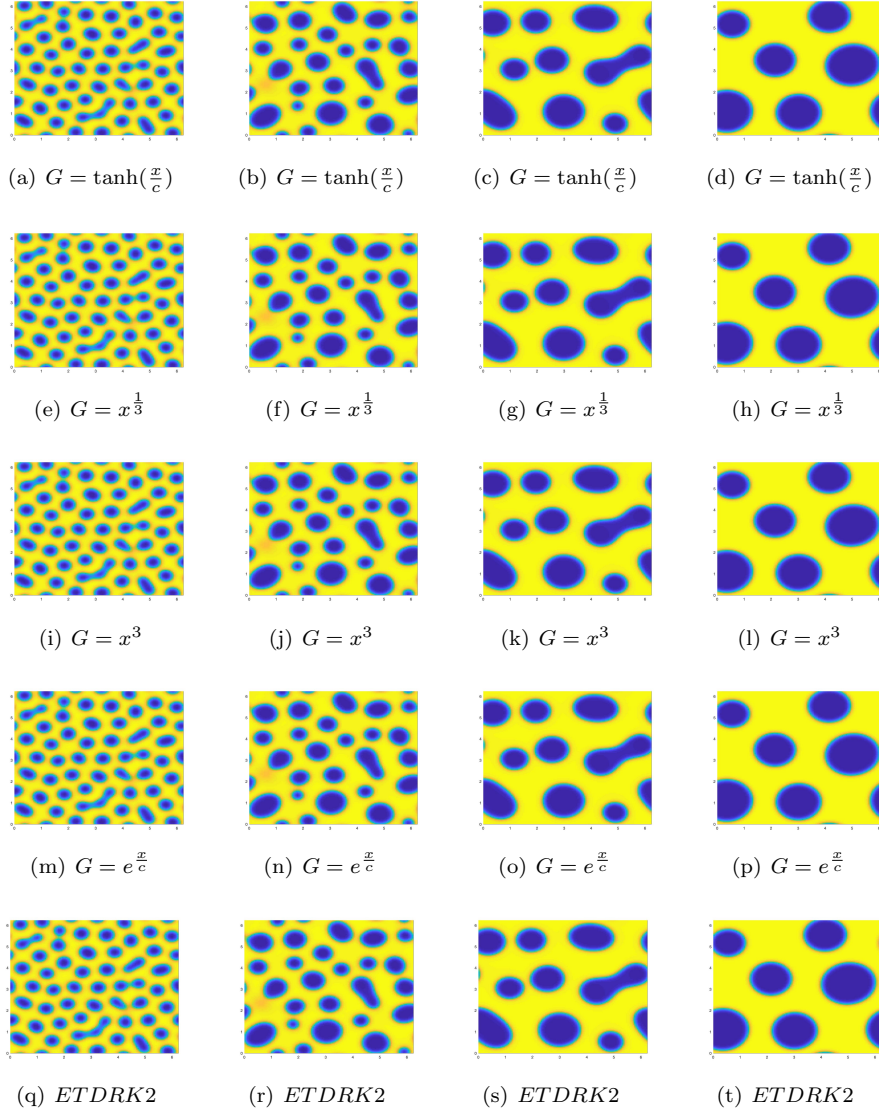 (a) G = tanh(x/c) (b) G = tanh(x/c) (c) G = tanh(x/c) (d) G = tanh(x/c)
(e) G = x^{1/3} (f) G = x^{1/3} (g) G = x^{1/3} (h) G = x^{1/3}
(i) G = x^3 (j) G = x^3 (k) G = x^3 (l) G = x^3
(m) G = e^{x/c} (n) G = e^{x/c} (o) G = e^{x/c} (p) G = e^{x/c}
(q) ETDRK2 (r) ETDRK2 (s) ETDRK2 (t) ETDRK2